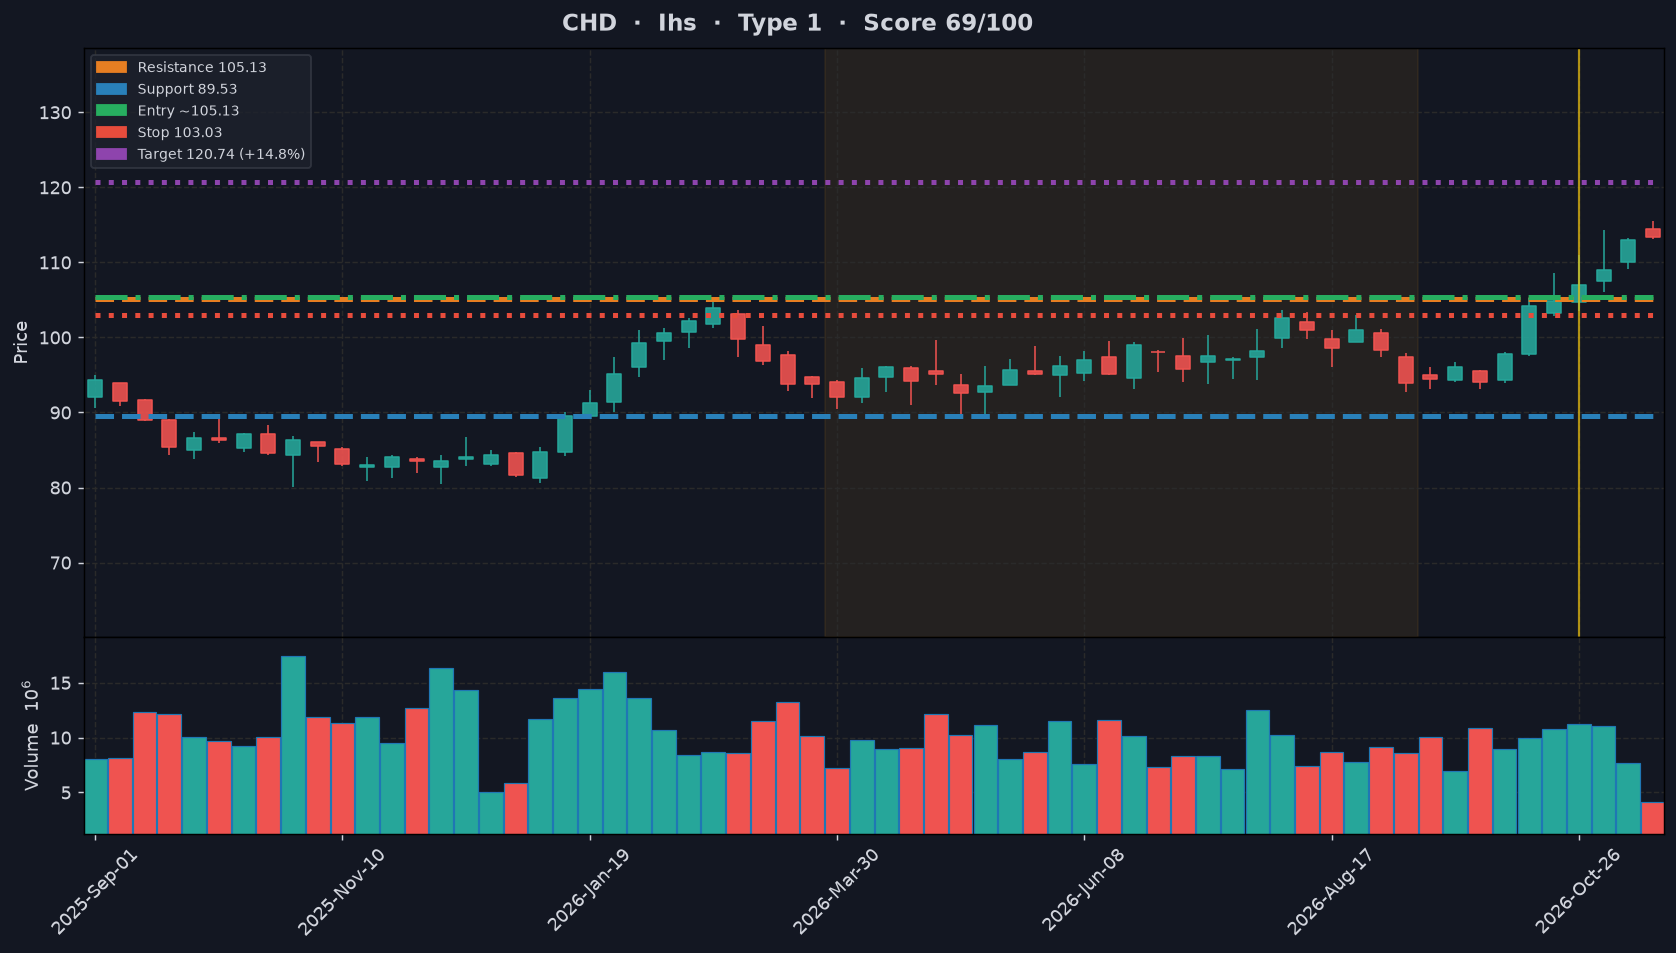 CHD · Ihs · Type 1 · Score 69/100
Resistance 105.13
Support 89.53
Entry ~105.13
Stop 103.03
Target 120.74 (+14.8%)
Price
130
120
110
100
90
80
70
Volume 10⁶
15
10
5
2025-Sep-01
2025-Nov-10
2026-Jan-19
2026-Mar-30
2026-Jun-08
2026-Aug-17
2026-Oct-26